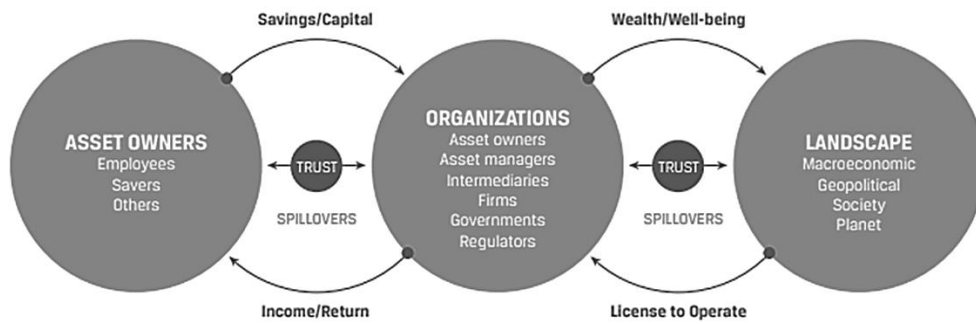 Savings/Capital
Wealth/Well-being
ASSET OWNERS
Employees
Savers
Others
TRUST
SPILLOVERS
ORGANIZATIONS
Asset owners
Asset managers
Intermediaries
Firms
Governments
Regulators
TRUST
SPILLOVERS
LANDSCAPE
Macroeconomic
Geopolitical
Society
Planet
Income/Return
License to Operate